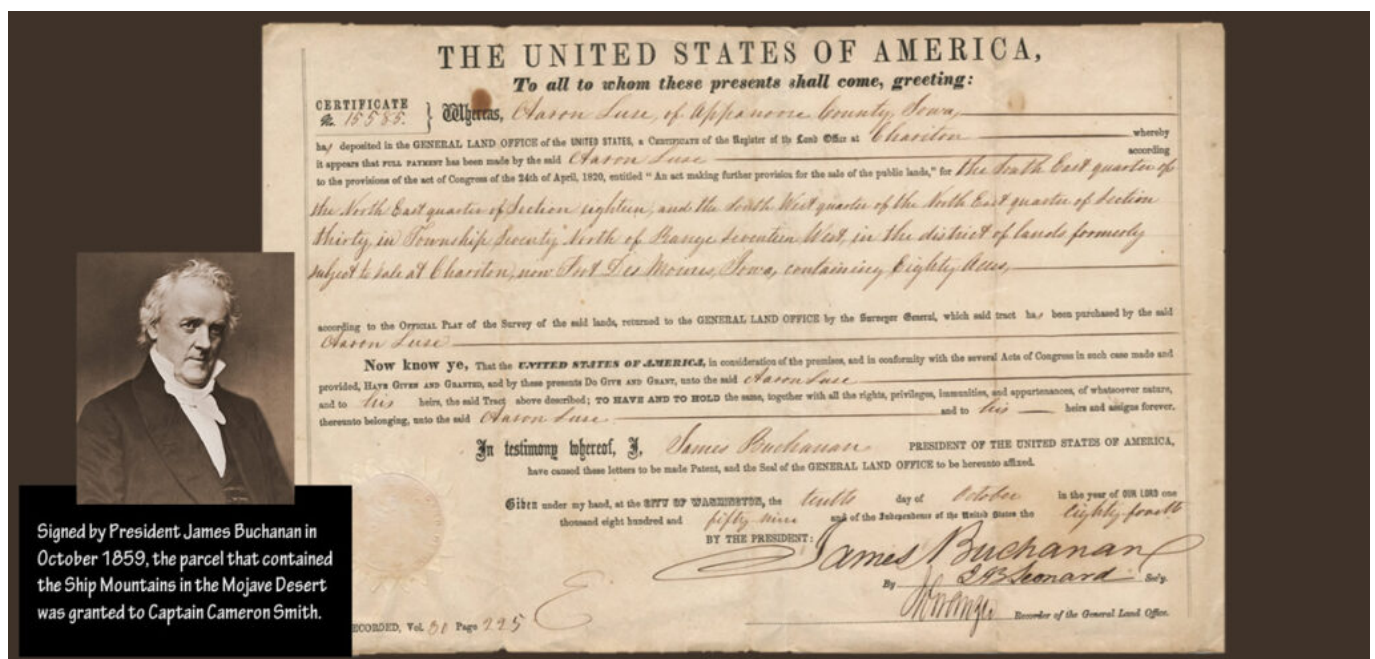 THE UNITED STATES OF AMERICA,
To all to whom these presents shall come, greeting:
CERTIFICATE
No. 15585.
Whereas, Aaron Luse, of Appanoose County, Iowa,
has deposited in the GENERAL LAND OFFICE of the UNITED STATES, a Certificate of the Register of the Land Office at Chariton whereby
it appears that FULL PAYMENT has been made by the said Aaron Luse according
to the provisions of the act of Congress of the 24th of April, 1820, entitled "An act making further provision for the sale of the public lands," for the South East quarter of
the North East quarter of Section eighteen, and the South West quarter of the North East quarter of Section
thirty, in Township Seventy North of Range Seventeen West, in the district of lands formerly
subject to sale at Chariton, now Fort Des Moines, Iowa, containing Eighty Acres,
according to the OFFICIAL PLAT of the Survey of the said lands, returned to the GENERAL LAND OFFICE by the Surveyor General, which said tract has been purchased by the said
Aaron Luse
Now know ye, That the UNITED STATES OF AMERICA, in consideration of the premises, and in conformity with the several Acts of Congress in such case made and
provided, HAVE GIVEN AND GRANTED, and by these presents DO GIVE AND GRANT, unto the said Aaron Luse
and to his heirs, the said Tract above described; TO HAVE AND TO HOLD the same, together with all the rights, privileges, immunities, and appurtenances, of whatsoever nature,
thereunto belonging, unto the said Aaron Luse and to his heirs and assigns forever.
In testimony whereof, I, James Buchanan PRESIDENT OF THE UNITED STATES OF AMERICA,
have caused these letters to be made Patent, and the Seal of the GENERAL LAND OFFICE to be hereunto affixed.
Given under my hand, at the CITY OF WASHINGTON, the tenth day of October in the year of OUR LORD one
thousand eight hundred and fifty nine and of the Independence of the United States the Eighty-fourth
BY THE PRESIDENT: James Buchanan
By Leonard Sec'y.
Recorder of the General Land Office.
ECORDED, Vol. 30 Page 225
Signed by President James Buchanan in
October 1859, the parcel that contained
the Ship Mountains in the Mojave Desert
was granted to Captain Cameron Smith.